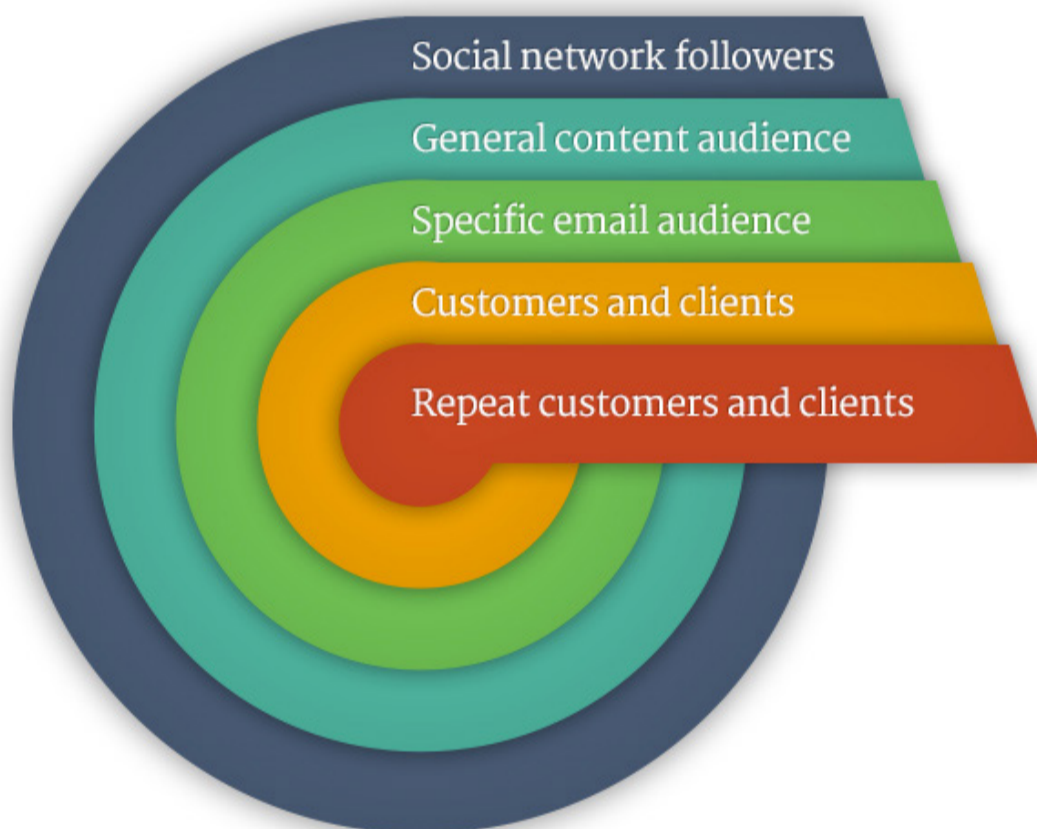 Social network followers
General content audience
Specific email audience
Customers and clients
Repeat customers and clients